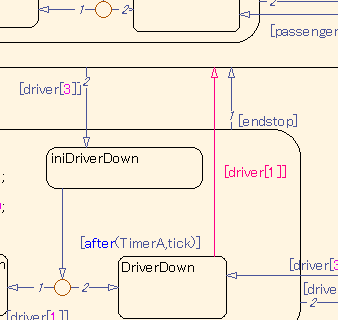 1
2
2
[passenger
2
[driver[3]]
1
[endstop]
iniDriverDown
[driver[1]]
;
;
[after(TimerA,tick)]
DriverDown
[driver[3
1
2
[drive
2
[driver[1]]